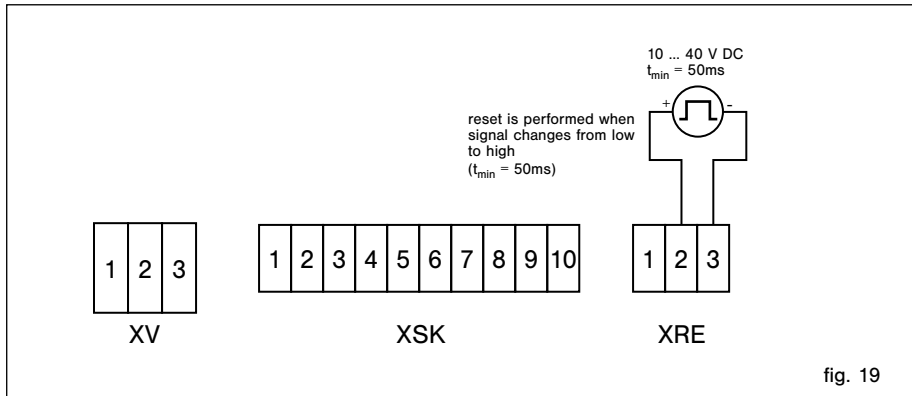 10 ... 40 V DC
tmin = 50ms
+ -
reset is performed when
signal changes from low
to high
(tmin = 50ms)
1 2 3
1 2 3 4 5 6 7 8 9 10
1 2 3
XV
XSK
XRE
fig. 19